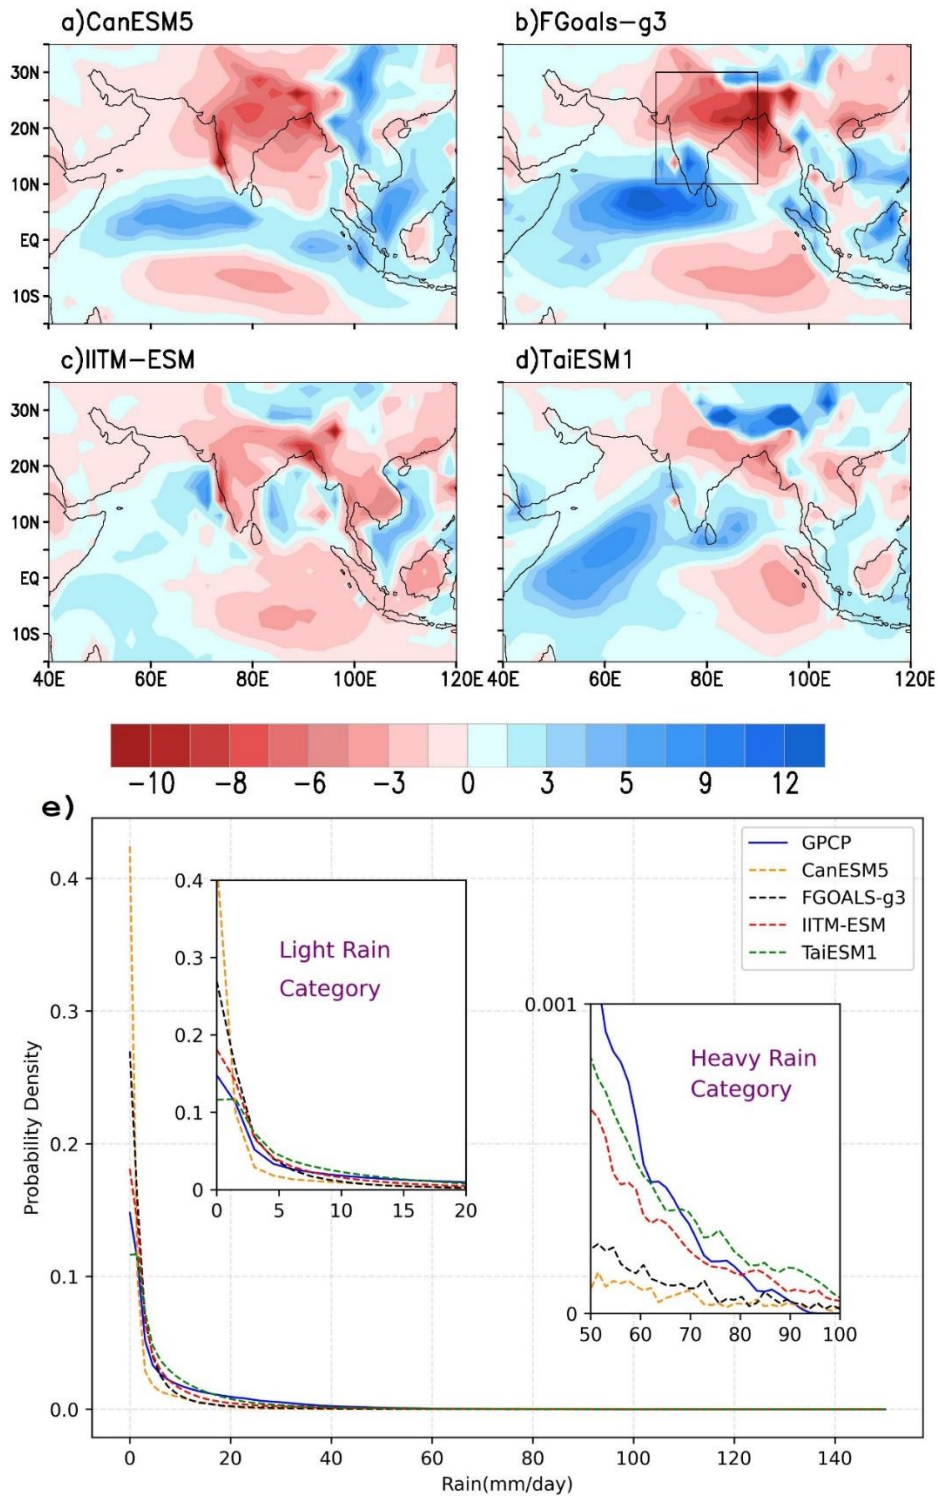 a)CanESM5
b)FGoals-g3
30N
20N
10N
EQ
10S
c)IITM-ESM
d)TaiESM1
30N
20N
10N
EQ
10S
40E 60E 80E 100E 120E 40E 60E 80E 100E 120E
-10 -8 -6 -3 0 3 5 9 12
e)
GPCP
CanESM5
FGOALS-g3
IITM-ESM
TaiESM1
0.4
0.3
0.2
0.1
0.0
Probability Density
0.4
0.3
0.2
0.1
0
Light Rain
Category
0 5 10 15 20
0.001
0
Heavy Rain
Category
50 60 70 80 90 100
0 20 40 60 80 100 120 140
Rain(mm/day)